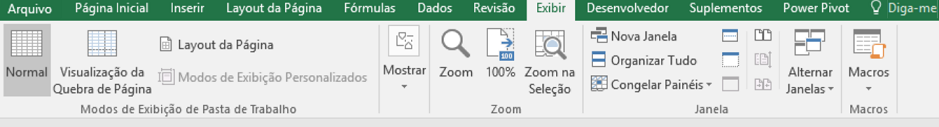 Arquivo Página Inicial Inserir Layout da Página Fórmulas Dados Revisão Exibir Desenvolvedor Suplementos Power Pivot Diga-me
Normal
Visualização da
Quebra de Página
Layout da Página
Modos de Exibição Personalizados
Modos de Exibição de Pasta de Trabalho
Mostrar
Zoom
100
100%
Zoom na
Seleção
Zoom
Nova Janela
Organizar Tudo
Congelar Painéis
Alternar
Janelas
Janela
Macros
Macros